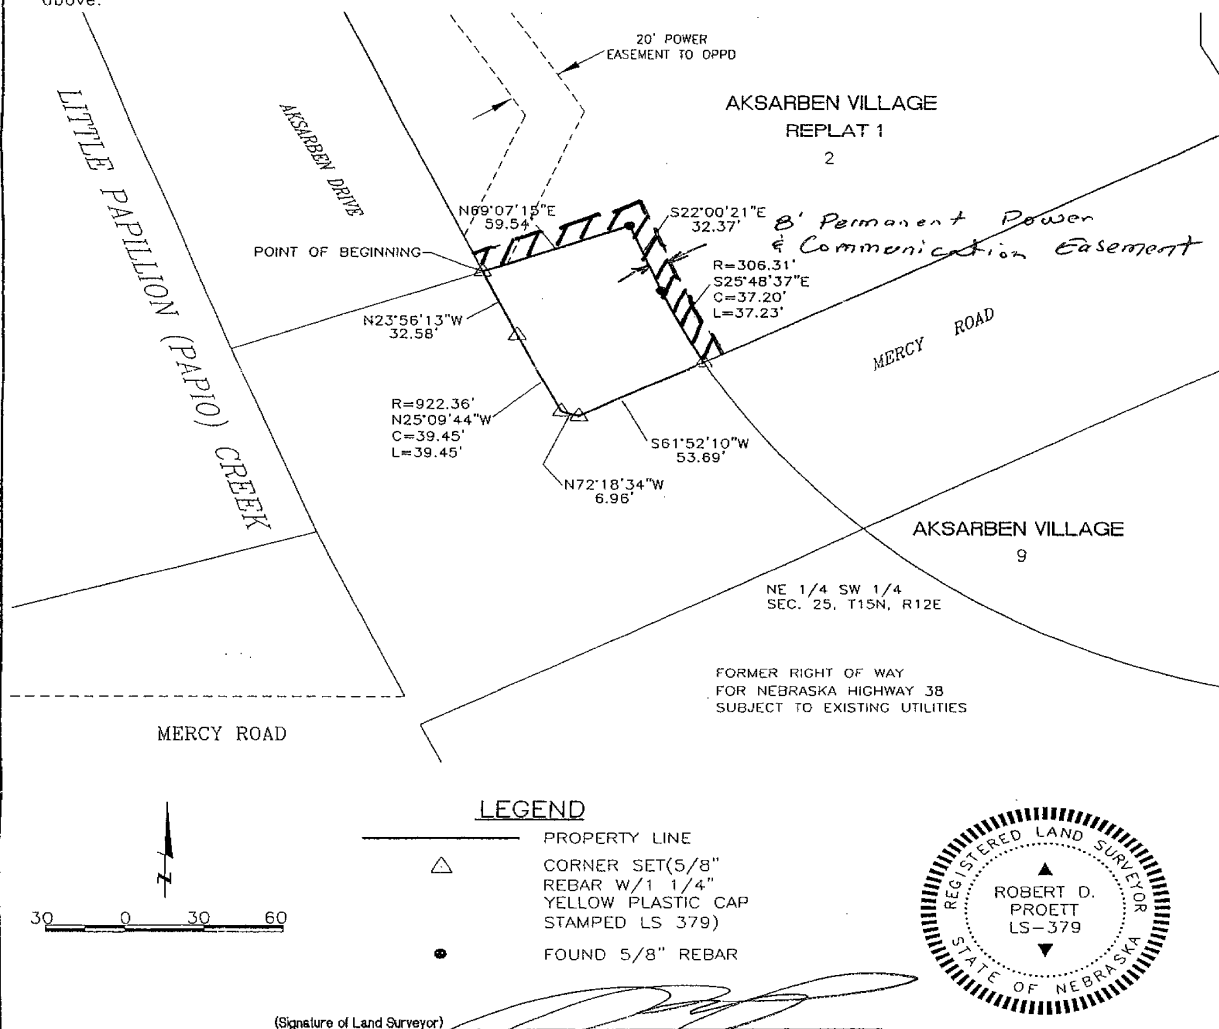 above.
20' POWER
EASEMENT TO OPPD
AKSARBEN VILLAGE
REPLAT 1
2
LITTLE PAPILLION (PAPIO) CREEK
AKSARBEN DRIVE
N69°07'15"E
59.54'
S22°00'21"E
32.37'
8' Permanent Power
& Communication Easement
POINT OF BEGINNING
R=306.31'
S25°48'37"E
C=37.20'
L=37.23'
N23°56'13"W
32.58'
MERCY ROAD
R=922.36'
N25°09'44"W
C=39.45'
L=39.45'
S61°52'10"W
53.69'
N72°18'34"W
6.96'
AKSARBEN VILLAGE
9
NE 1/4 SW 1/4
SEC. 25, T15N, R12E
FORMER RIGHT OF WAY
FOR NEBRASKA HIGHWAY 38
SUBJECT TO EXISTING UTILITIES
MERCY ROAD
N
30 0 30 60
LEGEND
PROPERTY LINE
CORNER SET(5/8"
REBAR W/1 1/4"
YELLOW PLASTIC CAP
STAMPED LS 379)
FOUND 5/8" REBAR
REGISTERED LAND SURVEYOR
ROBERT D.
PROETT
LS-379
STATE OF NEBRASKA
(Signature of Land Surveyor)